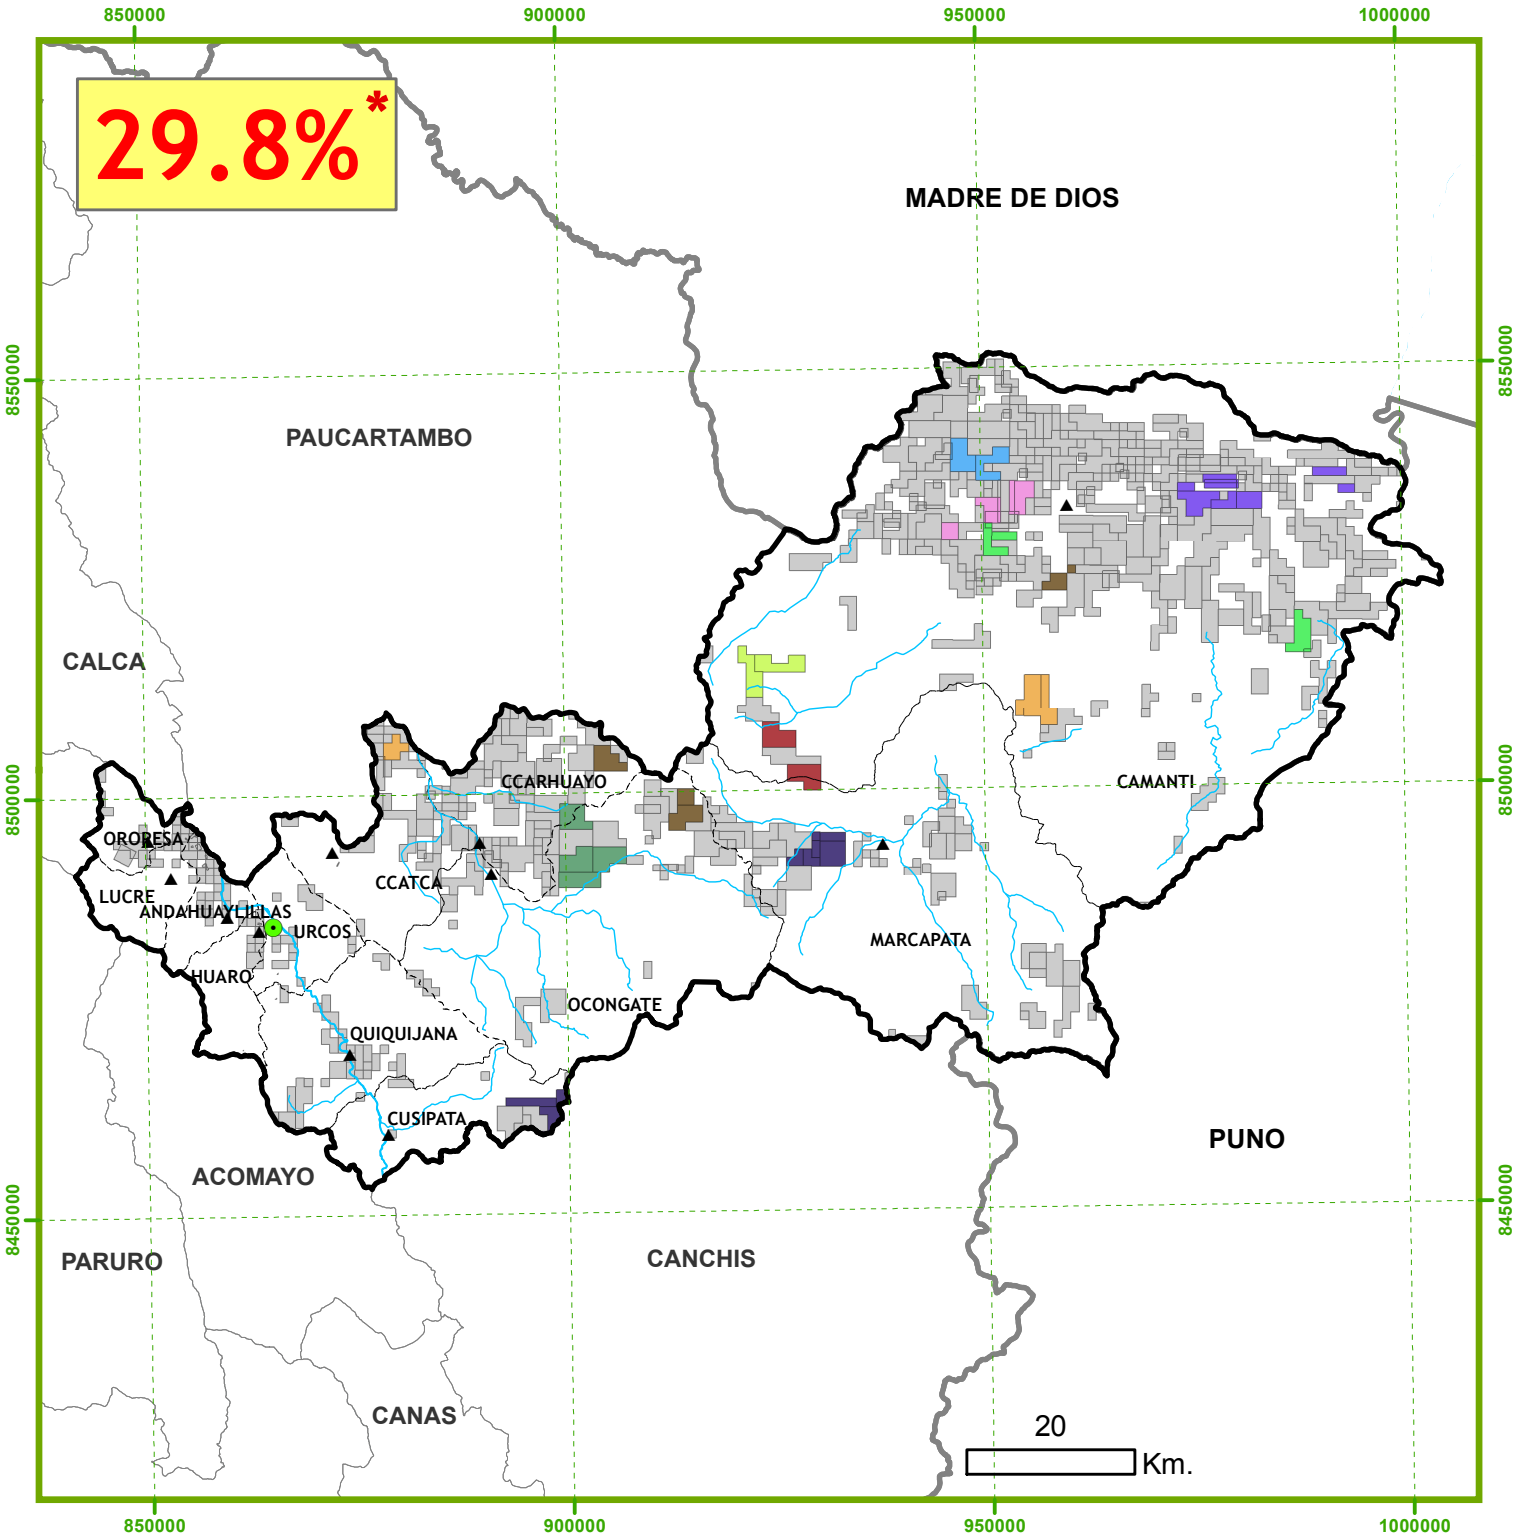 850000
900000
950000
1000000
29.8%*
MADRE DE DIOS
8550000
8550000
PAUCARTAMBO
CALCA
CCARHUAYO
CAMANTI
8500000
8500000
ORORESA
CCATCA
LUCRE
ANDAHUAYLILLAS
URCOS
MARCAPATA
HUARO
OCONGATE
QUIQUIJANA
CUSIPATA
PUNO
ACOMAYO
8450000
8450000
PARURO
CANCHIS
CANAS
20
Km.
850000
900000
950000
1000000